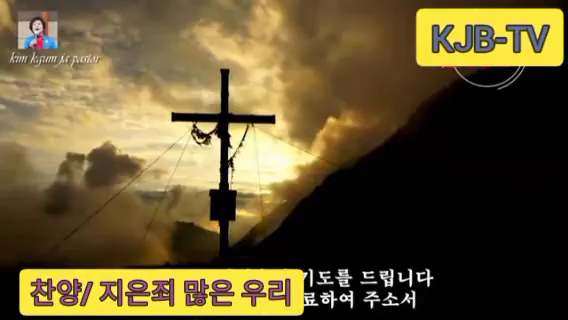 KJB-TV
kim kyum ja pastor
기도를 드립니다
료하여 주소서
찬양/ 지은죄 많은 우리